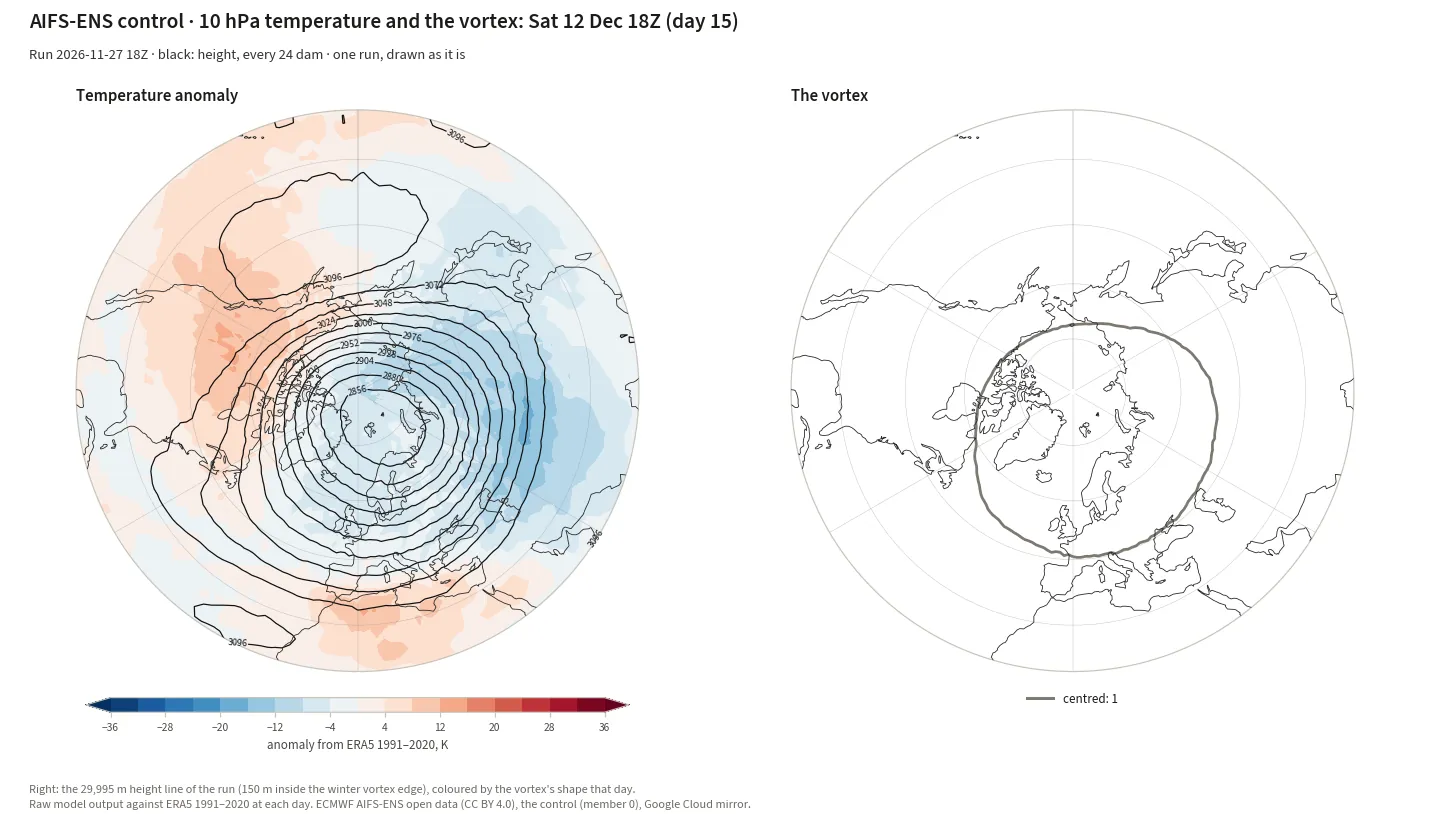 AIFS-ENS control · 10 hPa temperature and the vortex: Sat 12 Dec 18Z (day 15)
Run 2026-11-27 18Z · black: height, every 24 dam · one run, drawn as it is
Temperature anomaly
The vortex
3096
3096
3072
3048
3024
3000
2976
2952
2928
2904
2880
2856
3096
3096
centred: 1
−36 −28 −20 −12 −4 4 12 20 28 36
anomaly from ERA5 1991–2020, K
Right: the 29,995 m height line of the run (150 m inside the winter vortex edge), coloured by the vortex's shape that day.
Raw model output against ERA5 1991–2020 at each day. ECMWF AIFS-ENS open data (CC BY 4.0), the control (member 0), Google Cloud mirror.